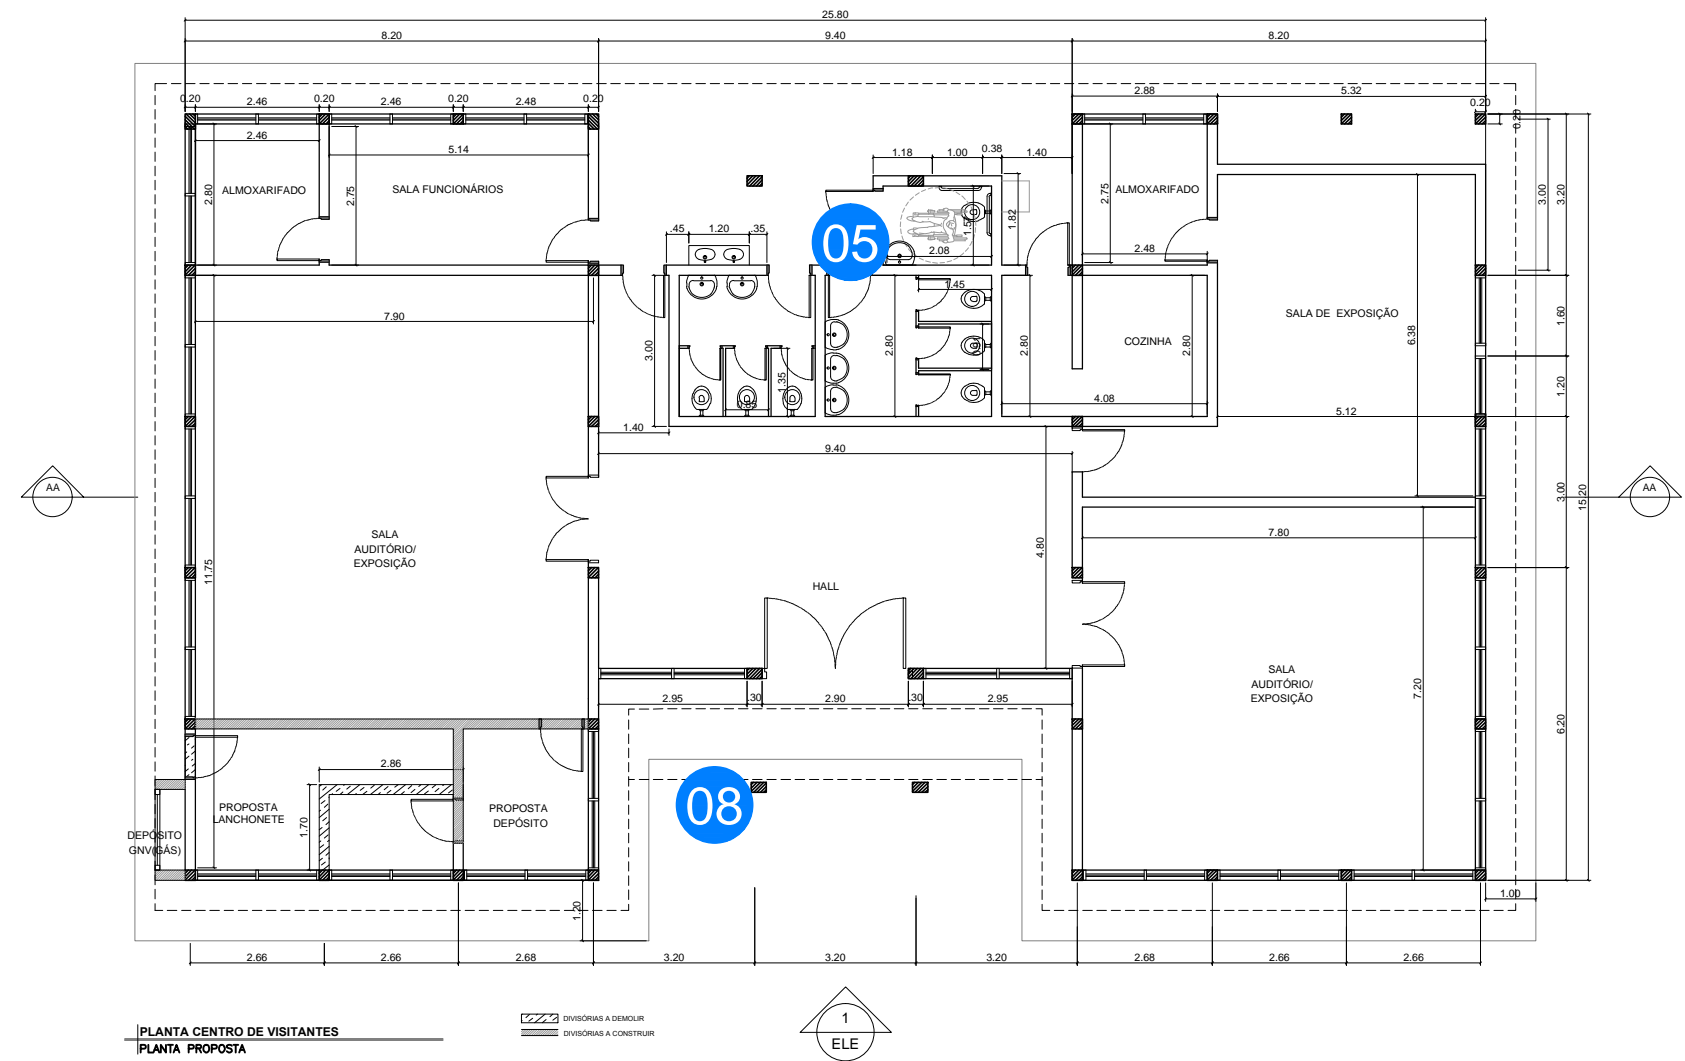 25.80
8.20
9.40
8.20
2.88
5.32
0.20
2.46
0.20
2.46
0.20
2.48
0.20
0.20
0.20
2.46
5.14
1.18
1.00
0.38
1.40
2.80
ALMOXARIFADO
2.75
SALA FUNCIONÁRIOS
2.75
ALMOXARIFADO
3.00
3.20
.45
1.20
.35
05
1.82
2.08
2.48
1.45
7.90
SALA DE EXPOSIÇÃO
1.60
3.00
2.80
2.80
COZINHA
2.80
6.38
1.35
1.20
4.08
5.12
1.40
9.40
AA
AA
3.00
15.20
SALA
AUDITÓRIO/
EXPOSIÇÃO
11.75
4.80
7.80
HALL
SALA
AUDITÓRIO/
EXPOSIÇÃO
7.20
2.95
.30
2.90
.30
2.95
6.20
2.86
08
PROPOSTA
LANCHONETE
1.70
PROPOSTA
DEPÓSITO
DEPÓSITO
GNV(GÁS)
1.20
1.00
2.66
2.66
2.68
3.20
3.20
3.20
2.68
2.66
2.66
1
ELE
DIVISÓRIAS A DEMOLIR
DIVISÓRIAS A CONSTRUIR
PLANTA CENTRO DE VISITANTES
PLANTA PROPOSTA